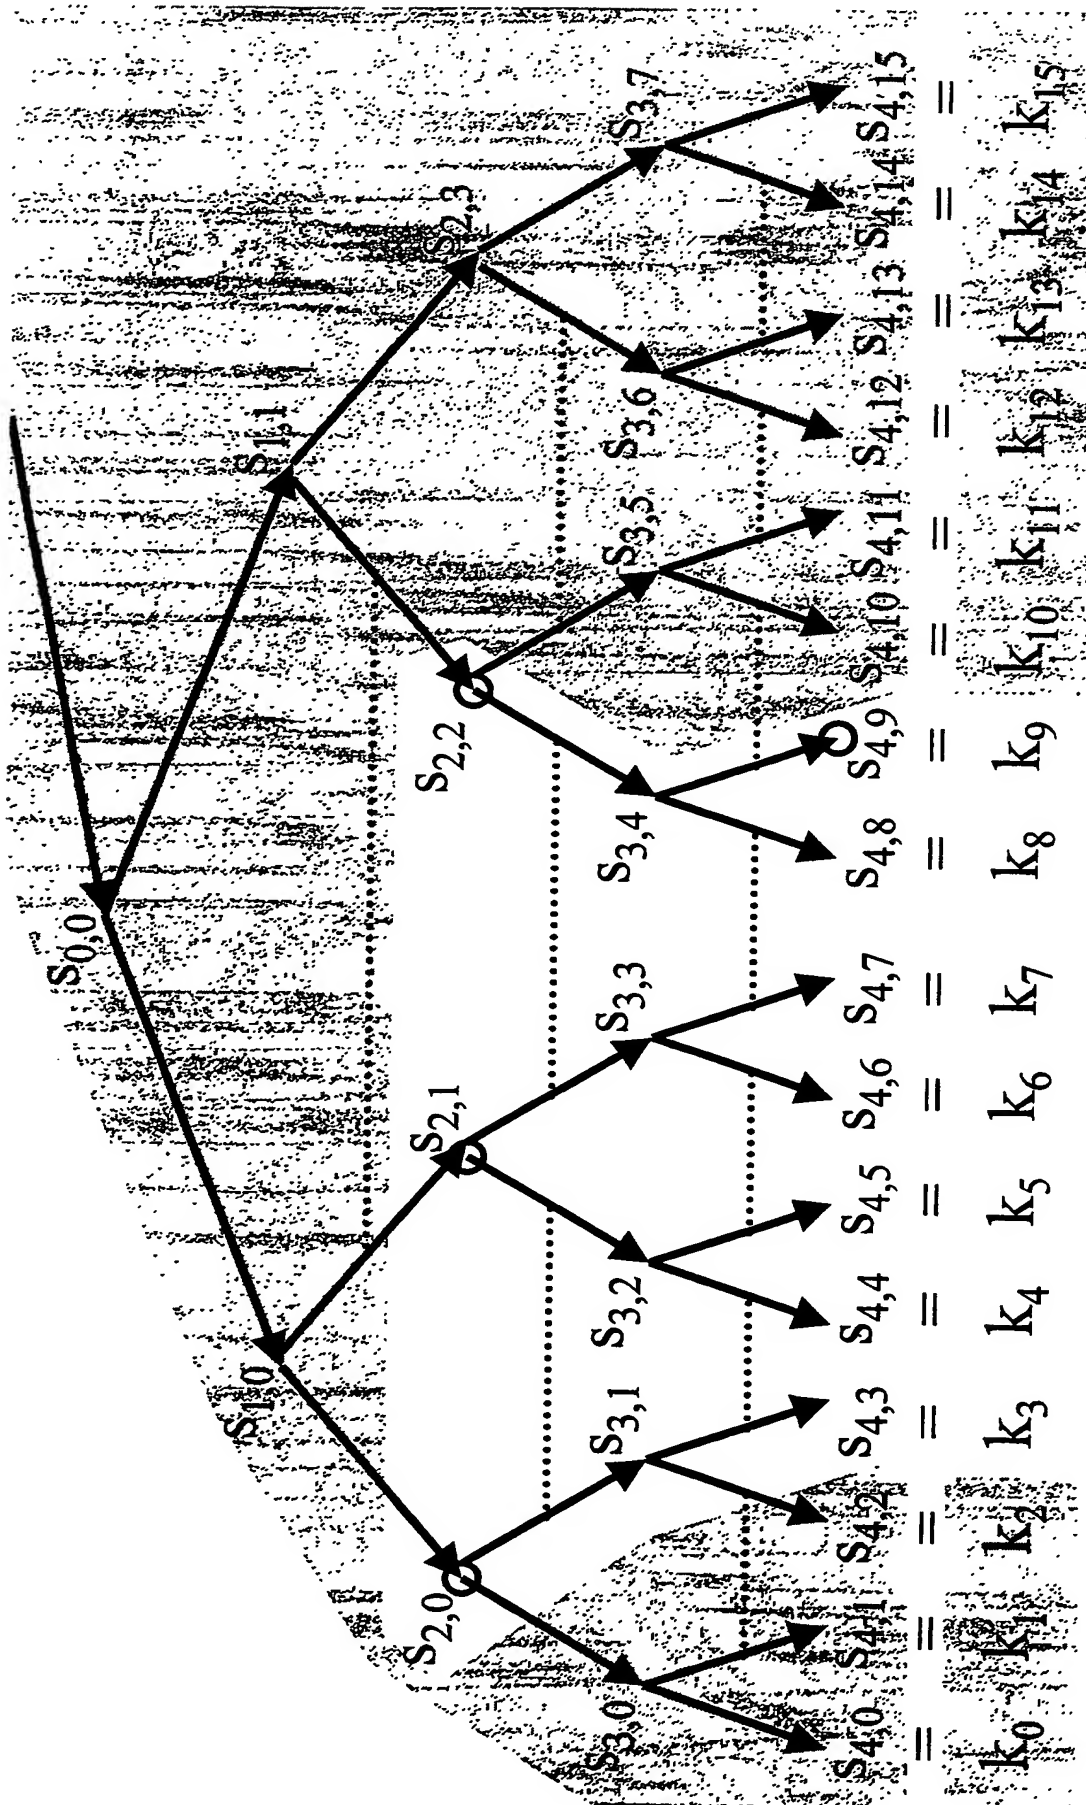 s0,0
s1,0 s1,1
s2,0 s2,1 s2,2 s2,3
s3,0 s3,1 s3,2 s3,3 s3,4 s3,5 s3,6 s3,7
s4,0 s4,1 s4,2 s4,3 s4,4 s4,5 s4,6 s4,7 s4,8 s4,9 s4,10 s4,11 s4,12 s4,13 s4,14 s4,15
= = = = = = = = = = = = = = = =
k0 k1 k2 k3 k4 k5 k6 k7 k8 k9 k10 k11 k12 k13 k14 k15